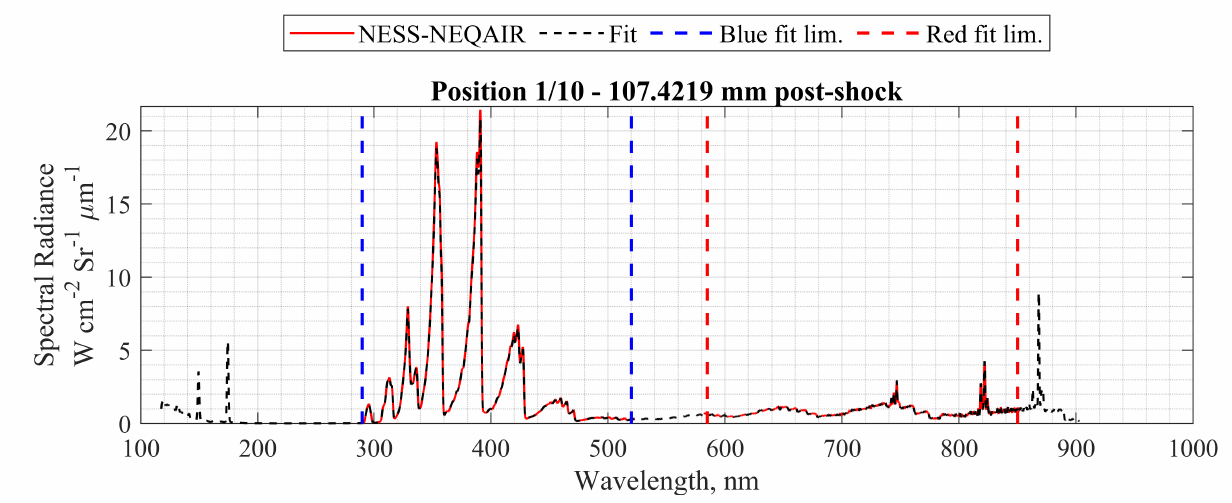 NESS-NEQAIR Fit Blue fit lim. Red fit lim.
Position 1/10 - 107.4219 mm post-shock
Spectral Radiance
W cm⁻² Sr⁻¹ μm⁻¹
20
15
10
5
0
100 200 300 400 500 600 700 800 900 1000
Wavelength, nm